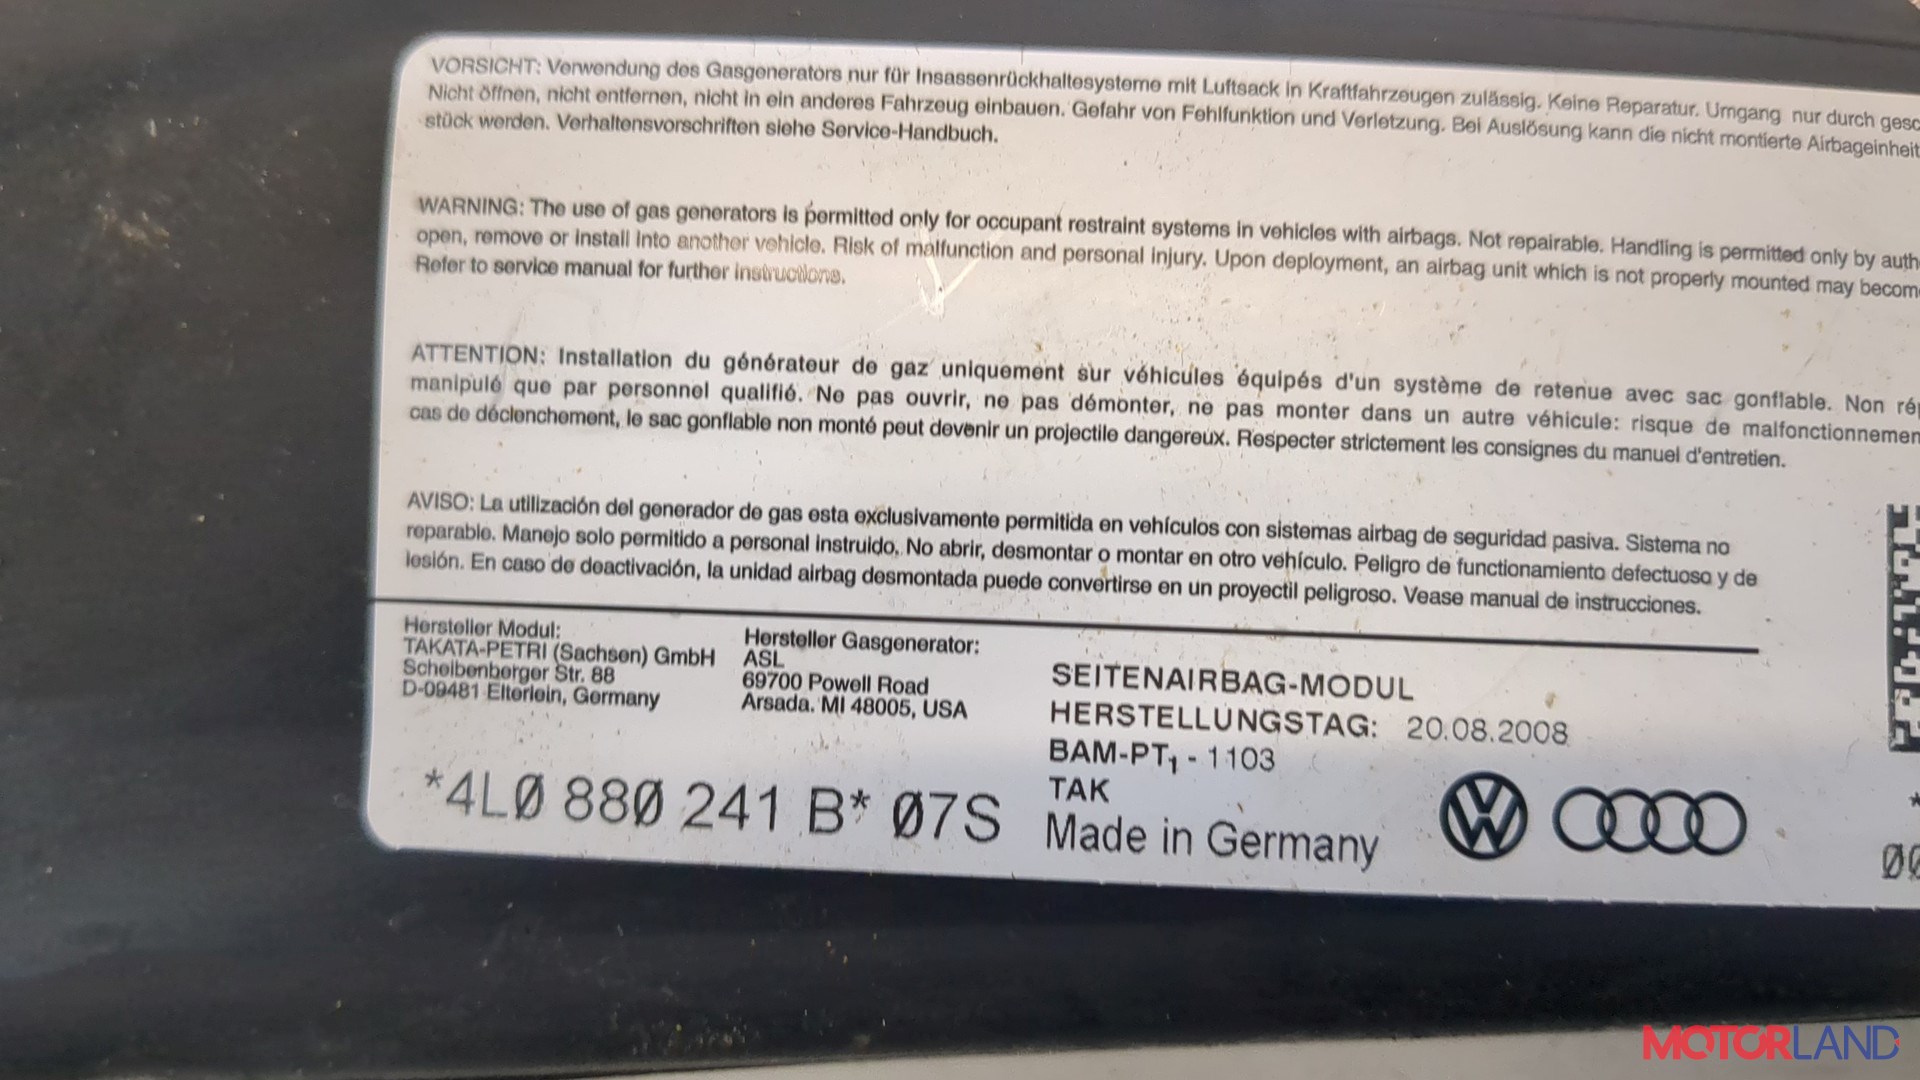 VORSICHT: Verwendung des Gasgenerators nur für Insassenrückhaltesysteme mit Luftsack in Kraftfahrzeugen zulässig. Keine Reparatur. Umgang nur durch gesc
Nicht öffnen, nicht entfernen, nicht in ein anderes Fahrzeug einbauen. Gefahr von Fehlfunktion und Verletzung. Bei Auslösung kann die nicht montierte Airbageinheit
stück werden. Verhaltensvorschriften siehe Service-Handbuch.
WARNING: The use of gas generators is permitted only for occupant restraint systems in vehicles with airbags. Not repairable. Handling is permitted only by auth
open, remove or install into another vehicle. Risk of malfunction and personal injury. Upon deployment, an airbag unit which is not properly mounted may becom
Refer to service manual for further instructions.
ATTENTION: Installation du générateur de gaz uniquement sur véhicules équipés d'un système de retenue avec sac gonflable. Non ré
manipulé que par personnel qualifié. Ne pas ouvrir, ne pas démonter, ne pas monter dans un autre véhicule: risque de malfonctionnemen
cas de déclenchement, le sac gonflable non monté peut devenir un projectile dangereux. Respecter strictement les consignes du manuel d'entretien.
AVISO: La utilización del generador de gas esta exclusivamente permitida en vehículos con sistemas airbag de seguridad pasiva. Sistema no
reparable. Manejo solo permitido a personal instruido. No abrir, desmontar o montar en otro vehículo. Peligro de functionamiento defectuoso y de
lesión. En caso de deactivación, la unidad airbag desmontada puede convertirse en un proyectil peligroso. Vease manual de instrucciones.
Hersteller Modul:
TAKATA-PETRI (Sachsen) GmbH
Scheibenberger Str. 88
D-09481 Elterlein, Germany
Hersteller Gasgenerator:
ASL
69700 Powell Road
Arsada. MI 48005, USA
SEITENAIRBAG-MODUL
HERSTELLUNGSTAG: 20.08.2008
BAM-PT₁ - 1103
TAK
Made in Germany
*4L0 880 241 B* 07S
*
00
MOTORLAND